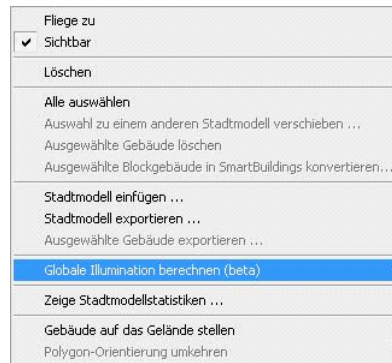 Fliege zu
Sichtbar
Löschen
Alle auswählen
Auswahl zu einem anderen Stadtmodell verschieben ...
Ausgewählte Gebäude löschen
Ausgewählte Blockgebäude in SmartBuildings konvertieren...
Stadtmodell einfügen ...
Stadtmodell exportieren ...
Ausgewählte Gebäude exportieren ...
Globale Illumination berechnen (beta)
Zeige Stadtmodellstatistiken ...
Gebäude auf das Gelände stellen
Polygon-Orientierung umkehren